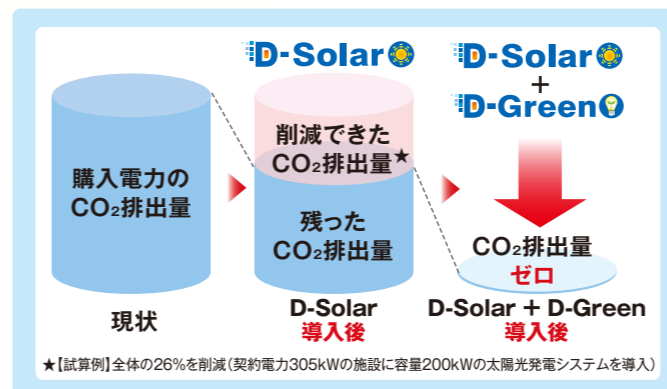 D-Solar
D-Solar
+
D-Green
購入電力の
CO₂排出量
削減できた
CO₂排出量★
残った
CO₂排出量
CO₂排出量
ゼロ
現状
D-Solar
導入後
D-Solar + D-Green
導入後
★【試算例】全体の26%を削減(契約電力305kWの施設に容量200kWの太陽光発電システムを導入)